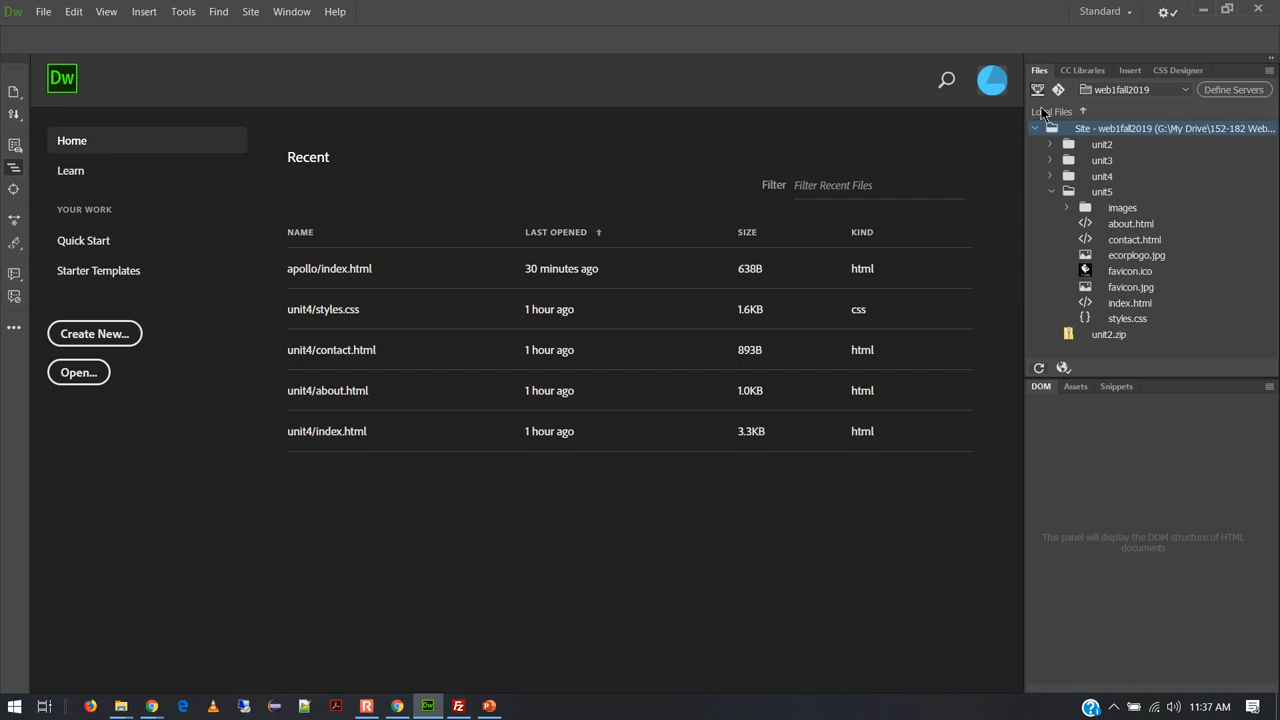 Dw File Edit View Insert Tools Find Site Window Help Standard
Dw
Files CC Libraries Insert CSS Designer
web1fall2019 Define Servers
Local Files
Site - web1fall2019 (G:\My Drive\152-182 Web...
unit2
unit3
unit4
unit5
images
about.html
contact.html
ecorplogo.jpg
favicon.ico
favicon.jpg
index.html
styles.css
unit2.zip
Home
Learn
YOUR WORK
Quick Start
Starter Templates
Create New...
Open...
Recent
Filter Filter Recent Files
NAME LAST OPENED SIZE KIND
apollo/index.html 30 minutes ago 638B html
unit4/styles.css 1 hour ago 1.6KB css
unit4/contact.html 1 hour ago 893B html
unit4/about.html 1 hour ago 1.0KB html
unit4/index.html 1 hour ago 3.3KB html
DOM Assets Snippets
This panel will display the DOM structure of HTML
documents
11:37 AM